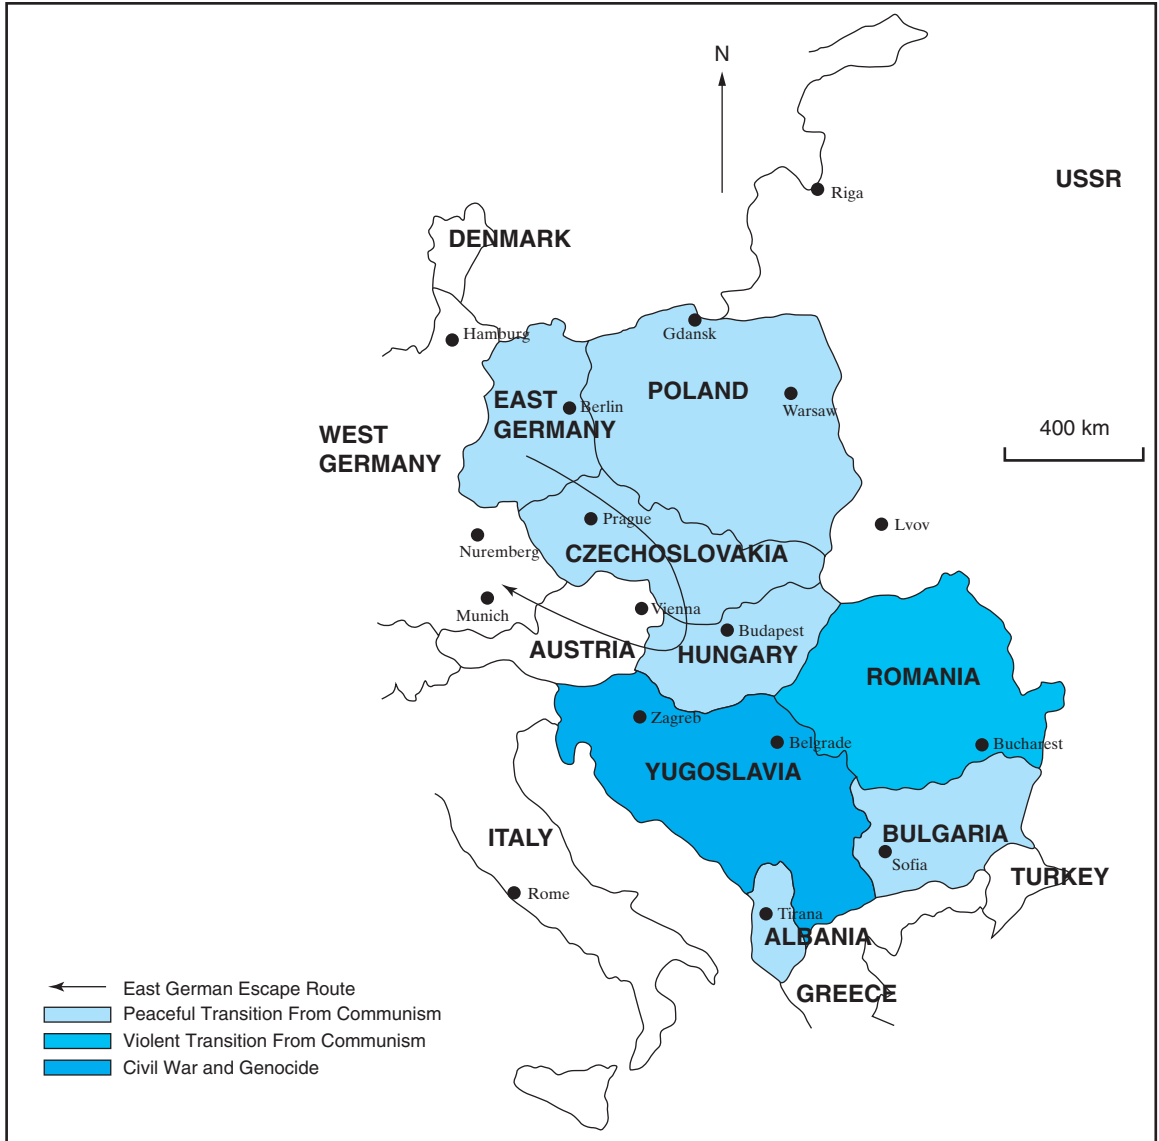 N
USSR
Riga
DENMARK
Hamburg
Gdansk
POLAND
EAST
GERMANY
Berlin
Warsaw
WEST
GERMANY
400 km
Prague
Lvov
Nuremberg
CZECHOSLOVAKIA
Munich
Vienna
Budapest
AUSTRIA
HUNGARY
ROMANIA
Zagreb
Belgrade
Bucharest
YUGOSLAVIA
ITALY
BULGARIA
Sofia
TURKEY
Rome
Tirana
ALBANIA
GREECE
East German Escape Route
Peaceful Transition From Communism
Violent Transition From Communism
Civil War and Genocide